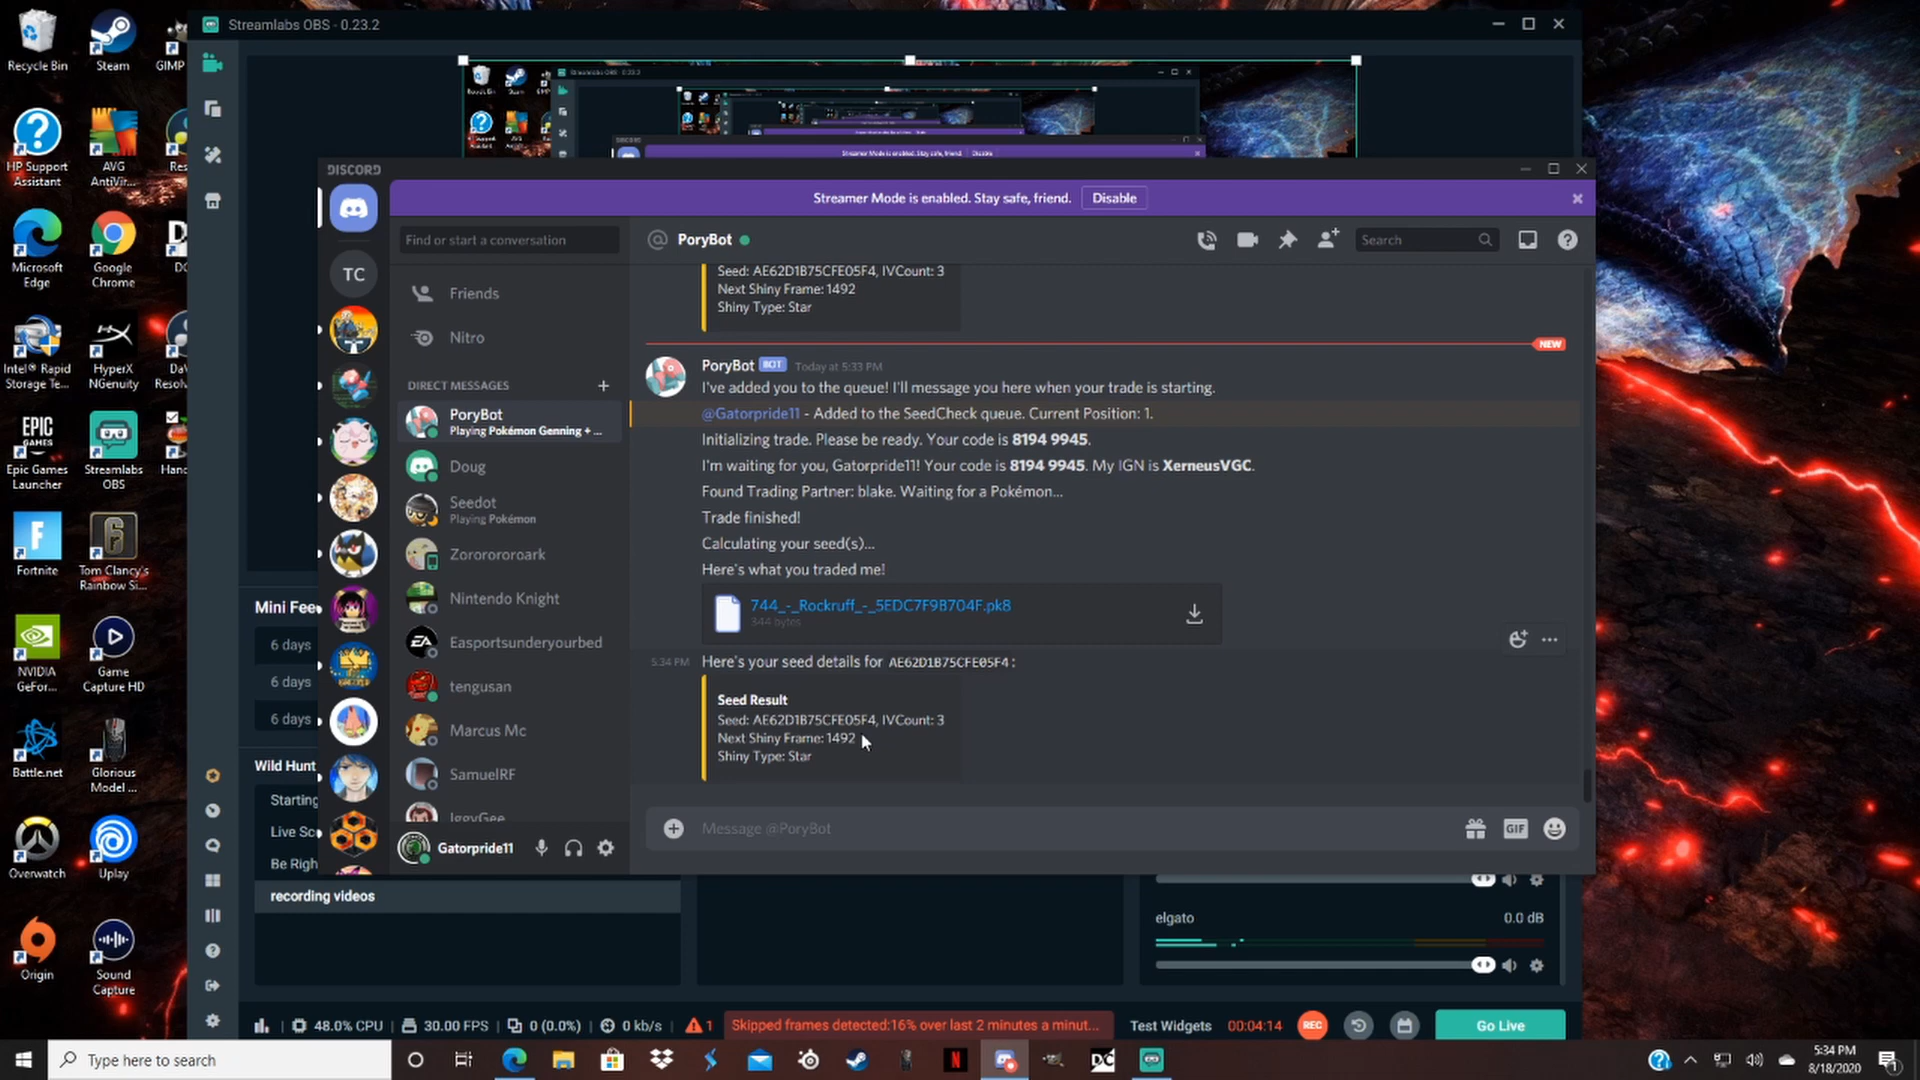 Recycle Bin
Steam
GIMP
HP Support
Assistant
AVG
AntiVir...
Res
Microsoft
Edge
Google
Chrome
Intel® Rapid
Storage Te...
HyperX
NGenuity
Epic Games
Launcher
Streamlabs
OBS
Fortnite
Tom Clancy's
Rainbow Si...
NVIDIA
GeFor...
Game
Capture HD
Battle.net
Glorious
Model ...
Overwatch
Uplay
Origin
Sound
Capture
Streamlabs OBS - 0.23.2
Mini Fee
6 days
6 days
6 days
Wild Hunt
Starting
Live Sc
Be Righ
recording videos
DISCORD
Streamer Mode is enabled. Stay safe, friend.
Disable
Find or start a conversation
@ PoryBot
Search
TC
Friends
Nitro
DIRECT MESSAGES
PoryBot
Playing Pokémon Genning + ...
Doug
Seedot
Playing Pokémon
Zororororoark
Nintendo Knight
Easportsunderyourbed
tengusan
Marcus Mc
SamuelRF
IggyGee
Gatorpride11
Seed: AE62D1B75CFE05F4, IVCount: 3
Next Shiny Frame: 1492
Shiny Type: Star
NEW
PoryBot BOT Today at 5:33 PM
I've added you to the queue! I'll message you here when your trade is starting.
@Gatorpride11 - Added to the SeedCheck queue. Current Position: 1.
Initializing trade. Please be ready. Your code is 8194 9945.
I'm waiting for you, Gatorpride11! Your code is 8194 9945. My IGN is XerneusVGC.
Found Trading Partner: blake. Waiting for a Pokémon...
Trade finished!
Calculating your seed(s)...
Here's what you traded me!
744_-_Rockruff_-_5EDC7F9B704F.pk8
344 bytes
5:34 PM Here's your seed details for AE62D1B75CFE05F4:
Seed Result
Seed: AE62D1B75CFE05F4, IVCount: 3
Next Shiny Frame: 1492
Shiny Type: Star
Message @PoryBot
GIF
elgato
0.0 dB
48.0% CPU
30.00 FPS
0 (0.0%)
0 kb/s
1
Skipped frames detected:16% over last 2 minutes a minut...
Test Widgets
00:04:14
REC
Go Live
Type here to search
5:34 PM
8/18/2020